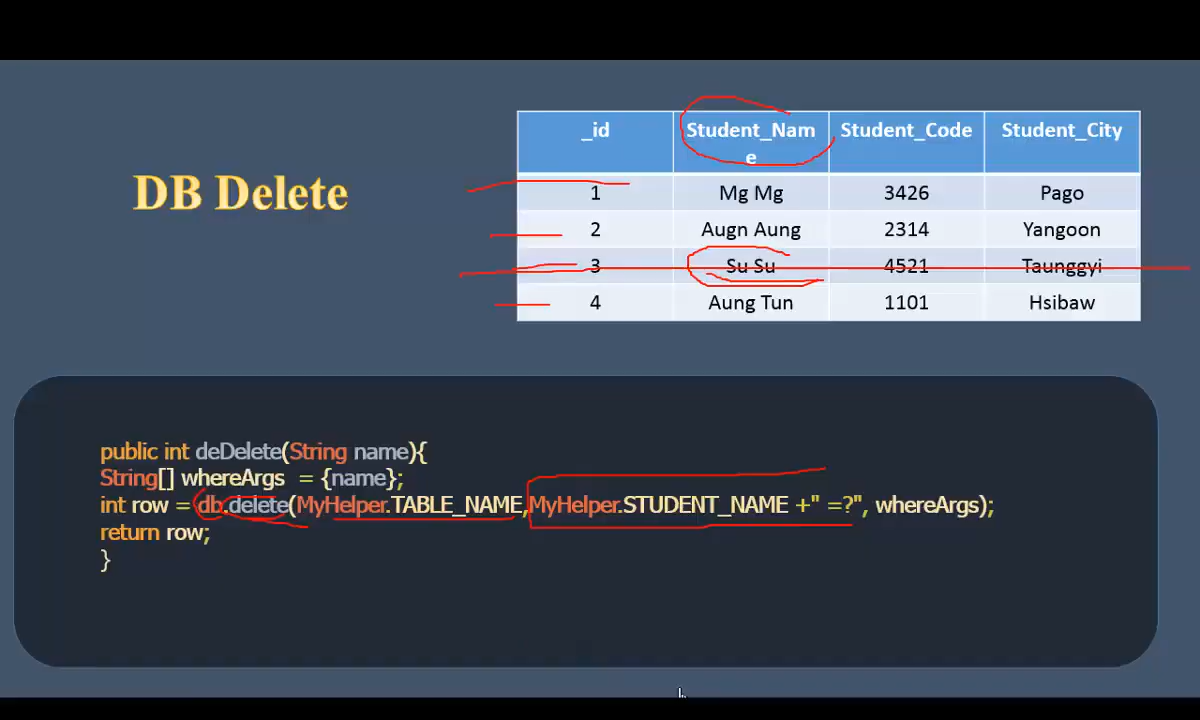 DB Delete
_id Student_Nam Student_Code Student_City
e
1 Mg Mg 3426 Pago
2 Augn Aung 2314 Yangoon
3 Su Su 4521 Taunggyi
4 Aung Tun 1101 Hsibaw
public int deDelete(String name){
String[] whereArgs = {name};
int row = db.delete(MyHelper.TABLE_NAME,MyHelper.STUDENT_NAME +" =?", whereArgs);
return row;
}